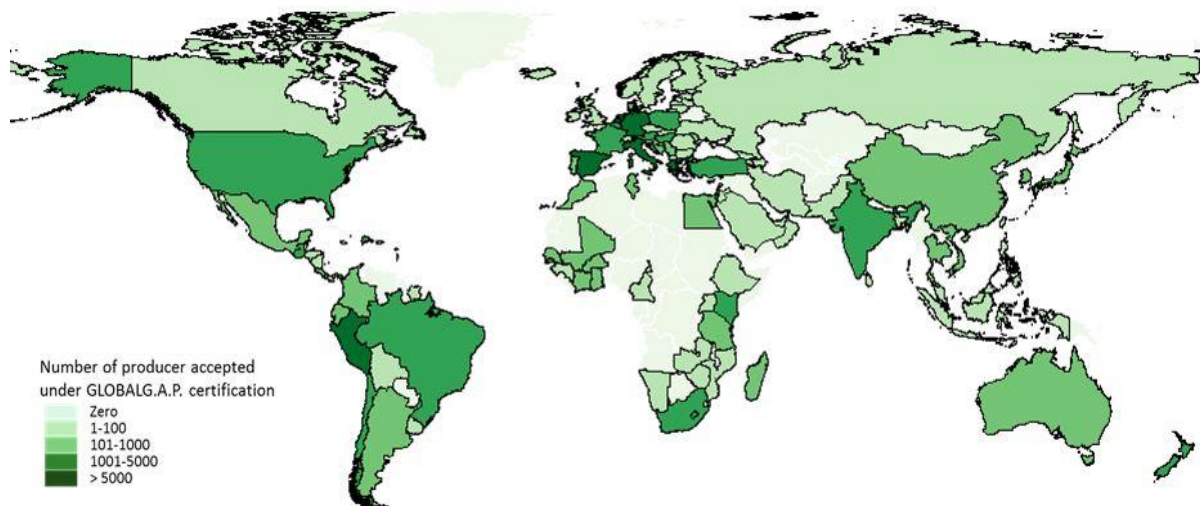 Number of producer accepted
under GLOBALG.A.P. certification
Zero
1-100
101-1000
1001-5000
> 5000